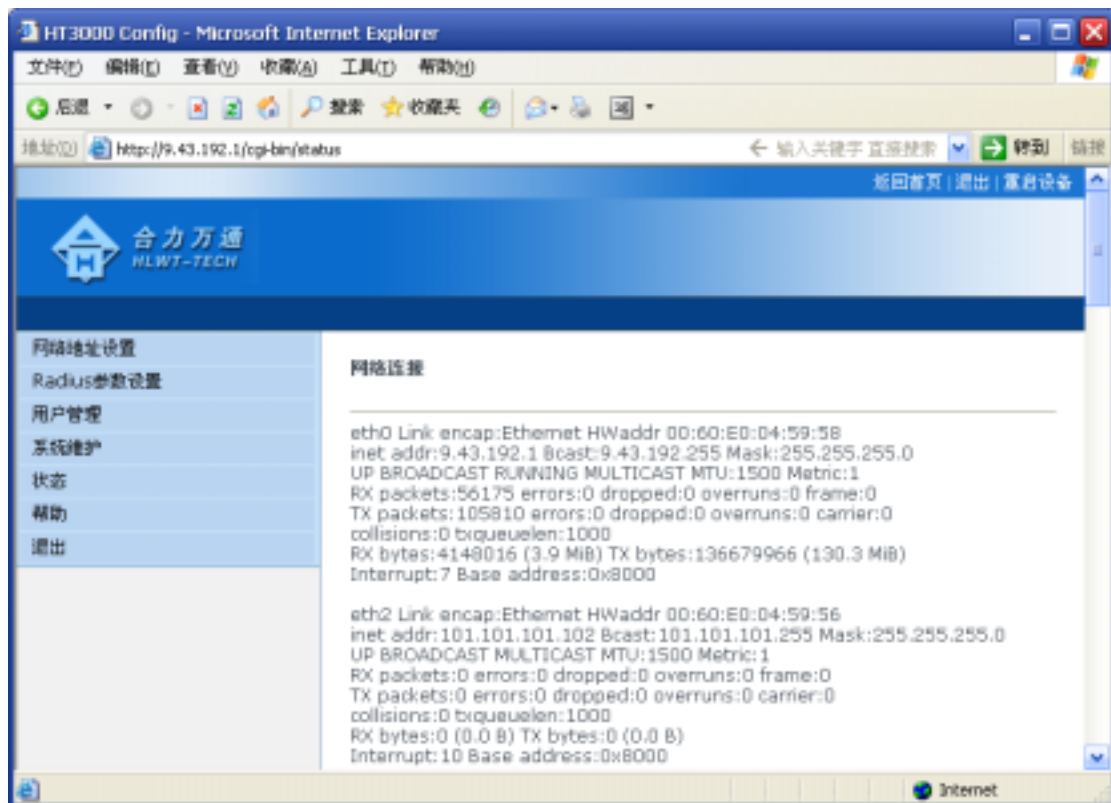 HT3000 Config - Microsoft Internet Explorer
文件(F) 编辑(E) 查看(V) 收藏(A) 工具(T) 帮助(H)
后退 搜索 收藏夹
地址(D) http://9.43.192.1/cgi-bin/status 输入关键字 直接搜索 转到 链接
返回首页 | 退出 | 重启设备
合力万通
HLWT-TECH
网络地址设置
Radius参数设置
用户管理
系统维护
状态
帮助
退出
网络连接
eth0 Link encap:Ethernet HWaddr 00:60:E0:04:59:58
inet addr:9.43.192.1 Bcast:9.43.192.255 Mask:255.255.255.0
UP BROADCAST RUNNING MULTICAST MTU:1500 Metric:1
RX packets:56175 errors:0 dropped:0 overruns:0 frame:0
TX packets:105810 errors:0 dropped:0 overruns:0 carrier:0
collisions:0 txqueuelen:1000
RX bytes:4148016 (3.9 MiB) TX bytes:136679966 (130.3 MiB)
Interrupt:7 Base address:0x8000
eth2 Link encap:Ethernet HWaddr 00:60:E0:04:59:56
inet addr:101.101.101.102 Bcast:101.101.101.255 Mask:255.255.255.0
UP BROADCAST MULTICAST MTU:1500 Metric:1
RX packets:0 errors:0 dropped:0 overruns:0 frame:0
TX packets:0 errors:0 dropped:0 overruns:0 carrier:0
collisions:0 txqueuelen:1000
RX bytes:0 (0.0 B) TX bytes:0 (0.0 B)
Interrupt:10 Base address:0x8000
Internet